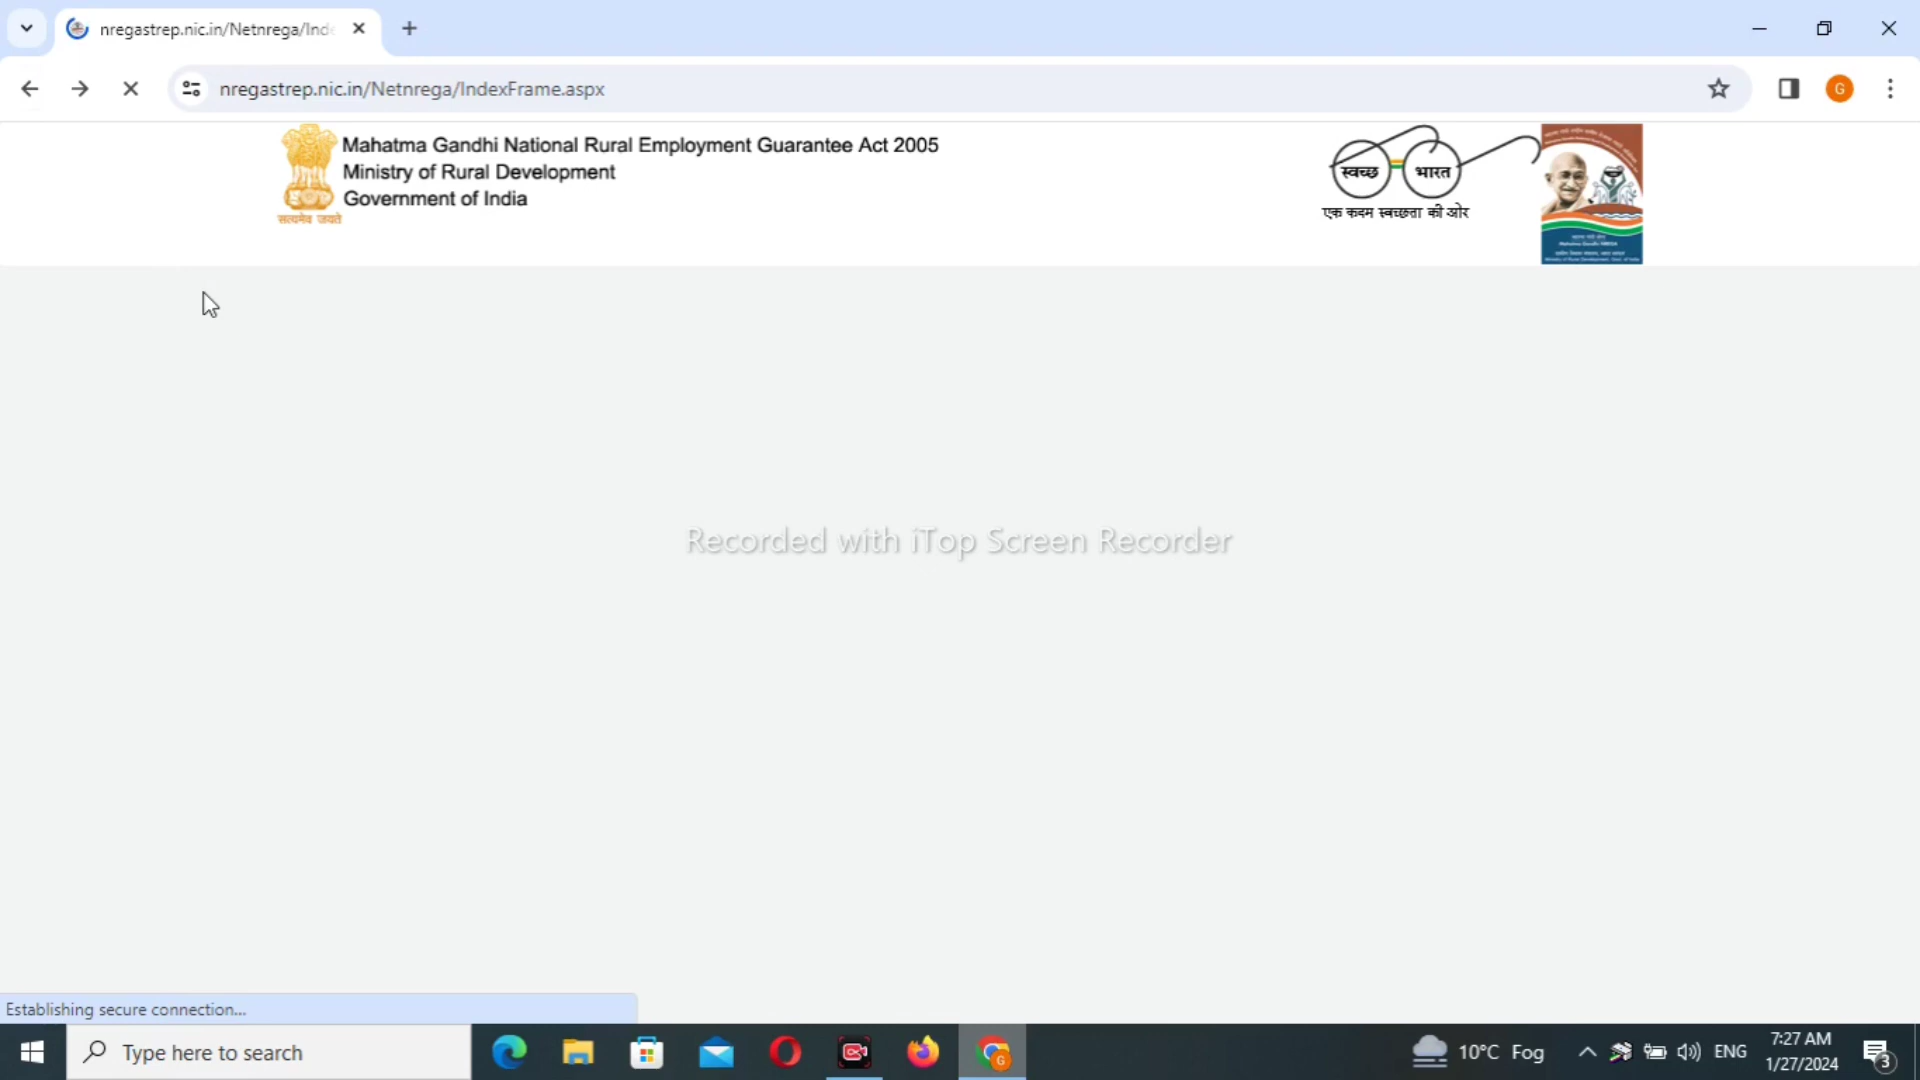 nregastrep.nic.in/Netnrega/Inde
nregastrep.nic.in/Netnrega/IndexFrame.aspx
G
Mahatma Gandhi National Rural Employment Guarantee Act 2005
Ministry of Rural Development
Government of India
सत्यमेव जयते
स्वच्छ भारत
एक कदम स्वच्छता की ओर
Recorded with iTop Screen Recorder
Establishing secure connection...
Type here to search
10°C Fog
ENG
7:27 AM
1/27/2024
3